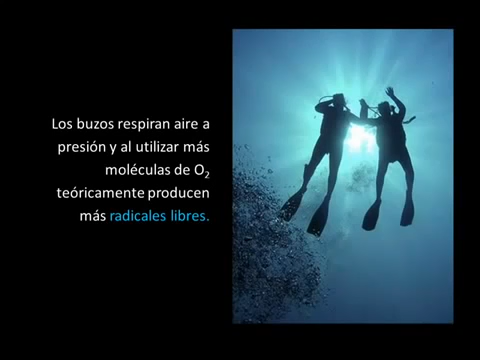 Los buzos respiran aire a
presión y al utilizar más
moléculas de O₂
teóricamente producen
más radicales libres.